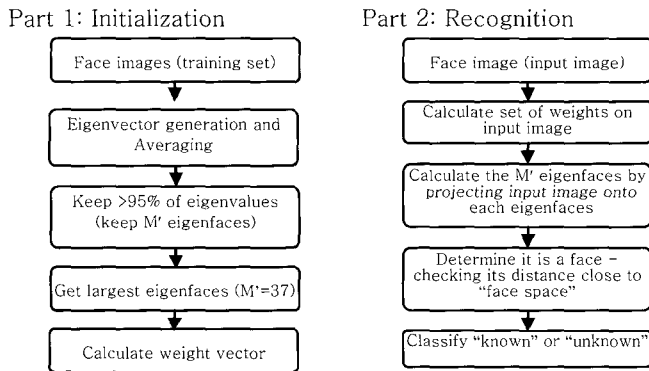 Part 1: Initialization
Face images (training set)
Eigenvector generation and
Averaging
Keep >95% of eigenvalues
(keep M' eigenfaces)
Get largest eigenfaces (M'=37)
Calculate weight vector
Part 2: Recognition
Face image (input image)
Calculate set of weights on
input image
Calculate the M' eigenfaces by
projecting input image onto
each eigenfaces
Determine it is a face -
checking its distance close to
"face space"
Classify "known" or "unknown"